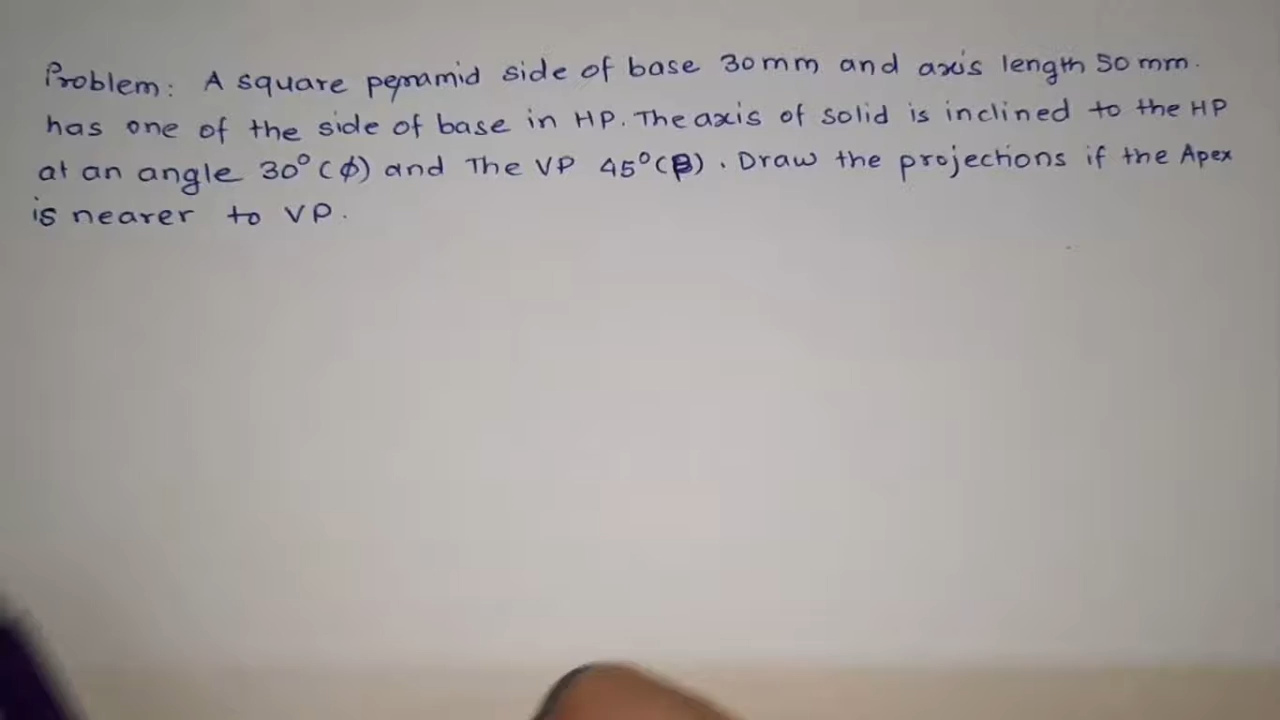 Problem: A square pyramid side of base 30mm and axis length 50mm.
has one of the side of base in HP. The axis of solid is inclined to the HP
at an angle 30° (ϕ) and The VP 45° (β). Draw the projections if the Apex
is nearer to VP.